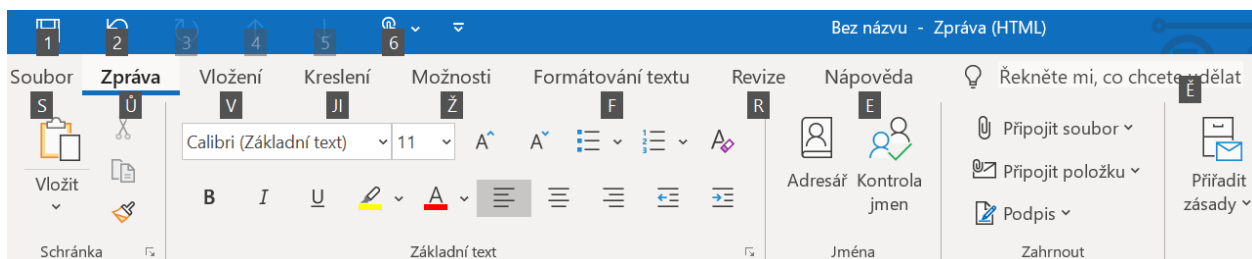 Bez názvu - Zpráva (HTML)
1 2 3 4 5 6
Soubor Zpráva Vložení Kreslení Možnosti Formátování textu Revize Nápověda Řekněte mi, co chcete udělat
S Ů V JI Ž F R E Ě
Calibri (Základní text) 11 A A A
Připojit soubor
Vložit
Adresář Kontrola jmen
Připojit položku
Přiřadit zásady
B I U A
Podpis
Schránka Základní text Jména Zahrnout